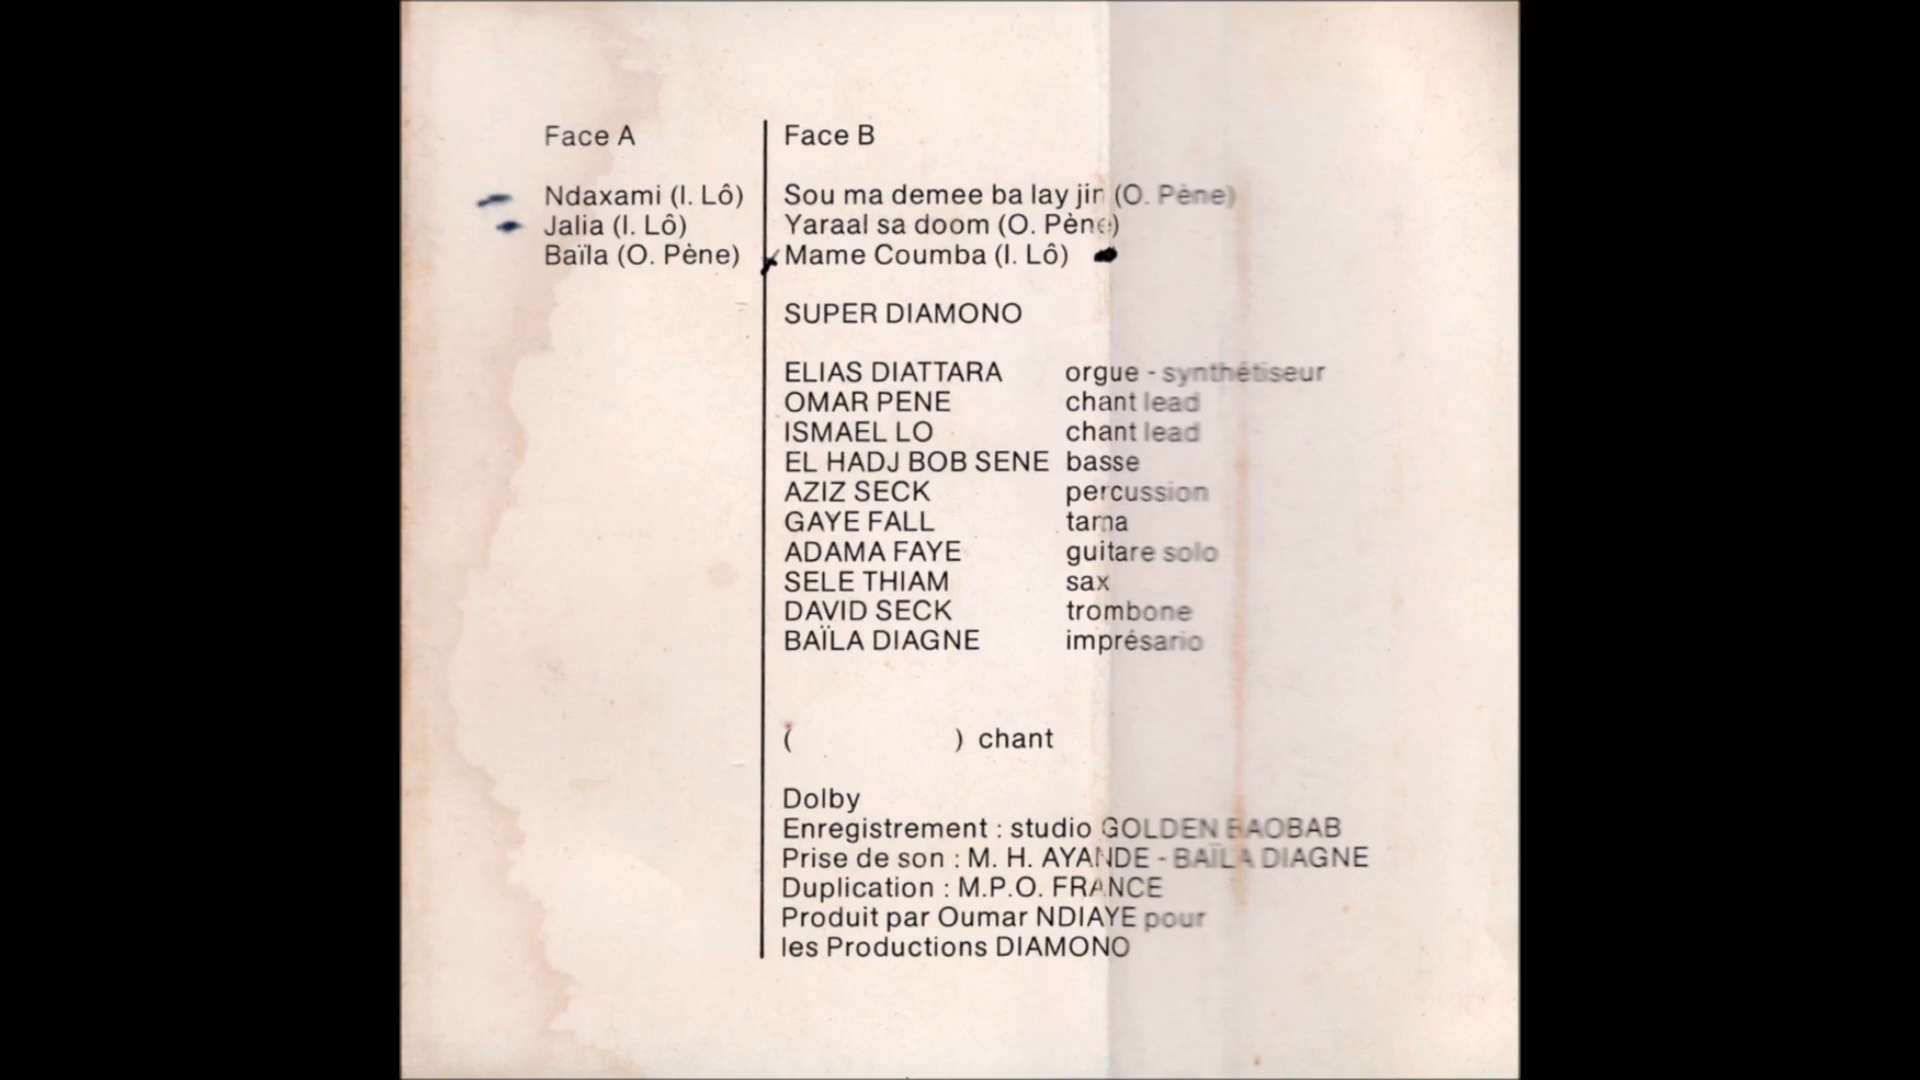 Face A
Ndaxami (I. Lô)
Jalia (I. Lô)
Baïla (O. Pène)
Face B
Sou ma demee ba lay jin (O. Pène)
Yaraal sa doom (O. Pène)
Mame Coumba (I. Lô)
SUPER DIAMONO
ELIAS DIATTARA orgue - synthétiseur
OMAR PENE chant lead
ISMAEL LO chant lead
EL HADJ BOB SENE basse
AZIZ SECK percussion
GAYE FALL tama
ADAMA FAYE guitare solo
SELE THIAM sax
DAVID SECK trombone
BAÏLA DIAGNE imprésario
( ) chant
Dolby
Enregistrement : studio GOLDEN BAOBAB
Prise de son : M. H. AYANDE - BAÏLA DIAGNE
Duplication : M.P.O. FRANCE
Produit par Oumar NDIAYE pour
les Productions DIAMONO